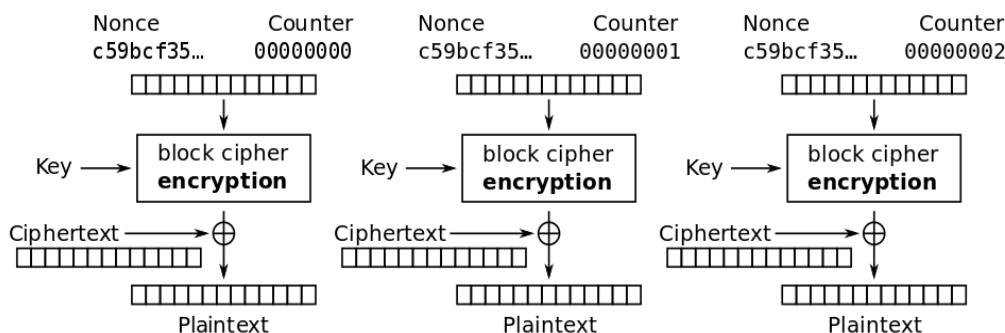 Nonce Counter Nonce Counter Nonce Counter
c59bcf35… 00000000 c59bcf35… 00000001 c59bcf35… 00000002
block cipher block cipher block cipher
Key encryption Key encryption Key encryption
Ciphertext Ciphertext Ciphertext
Plaintext Plaintext Plaintext